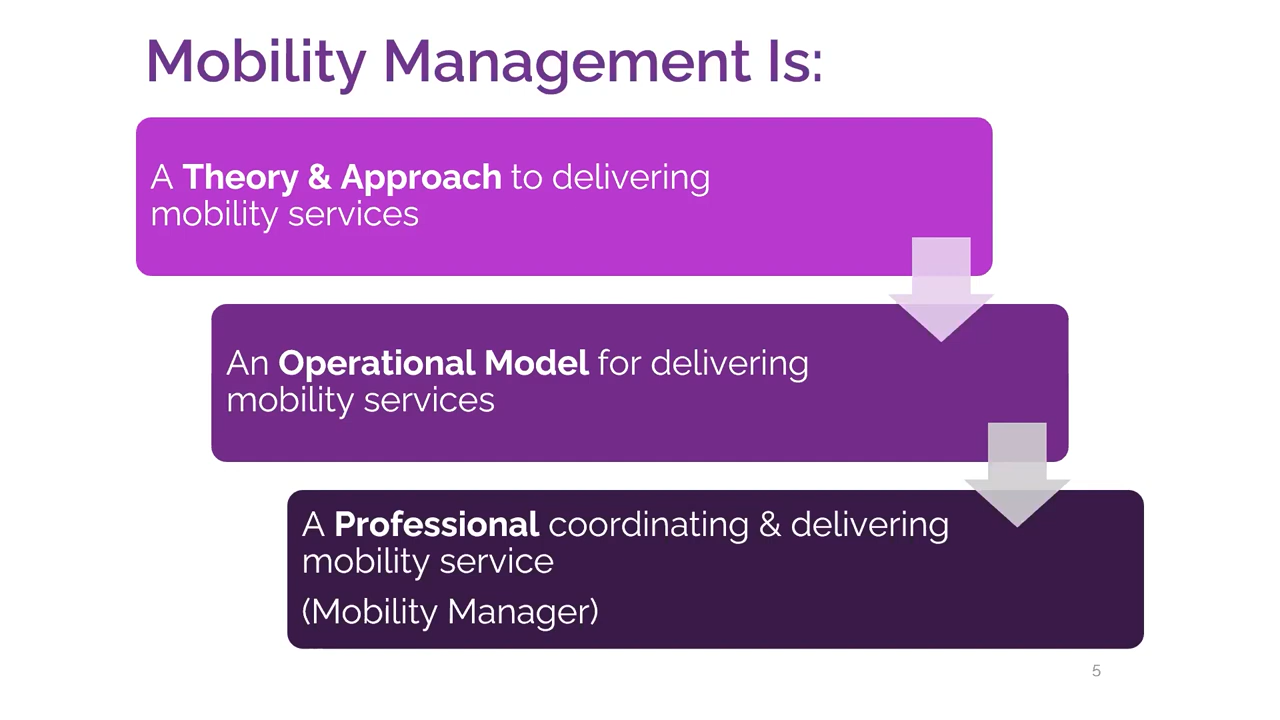 Mobility Management Is:
A Theory & Approach to delivering
mobility services
An Operational Model for delivering
mobility services
A Professional coordinating & delivering
mobility service
(Mobility Manager)
5